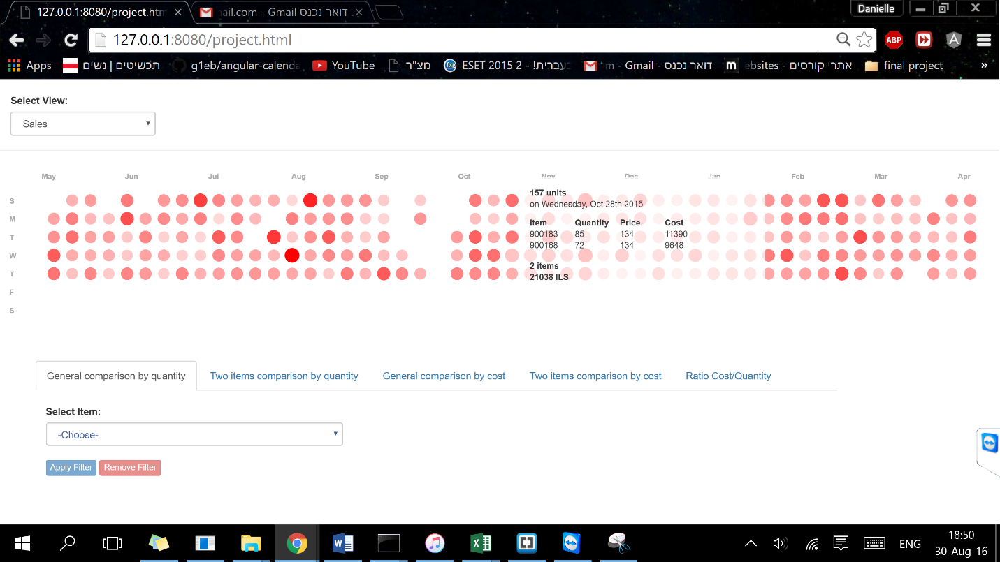 127.0.0.1:8080/project.htm
ail.com - Gmail דואר נכנס
Danielle
127.0.0.1:8080/project.html
ABP
Apps
תכשיטים | נשים
g1eb/angular-calenda
YouTube
מצ"ר
ESET 2015 2 - !בעברית
m - Gmail - דואר נכנס
m
ebsites - אתרי קורסים
final project
»
Select View:
Sales
May Jun Jul Aug Sep Oct Nov Dec Jan Feb Mar Apr
S
M
T
W
T
F
S
157 units
on Wednesday, Oct 28th 2015
Item Quantity Price Cost
900183 85 134 11390
900168 72 134 9648
2 items
21038 ILS
General comparison by quantity
Two items comparison by quantity
General comparison by cost
Two items comparison by cost
Ratio Cost/Quantity
Select Item:
-Choose-
Apply Filter Remove Filter
ENG
18:50
30-Aug-16